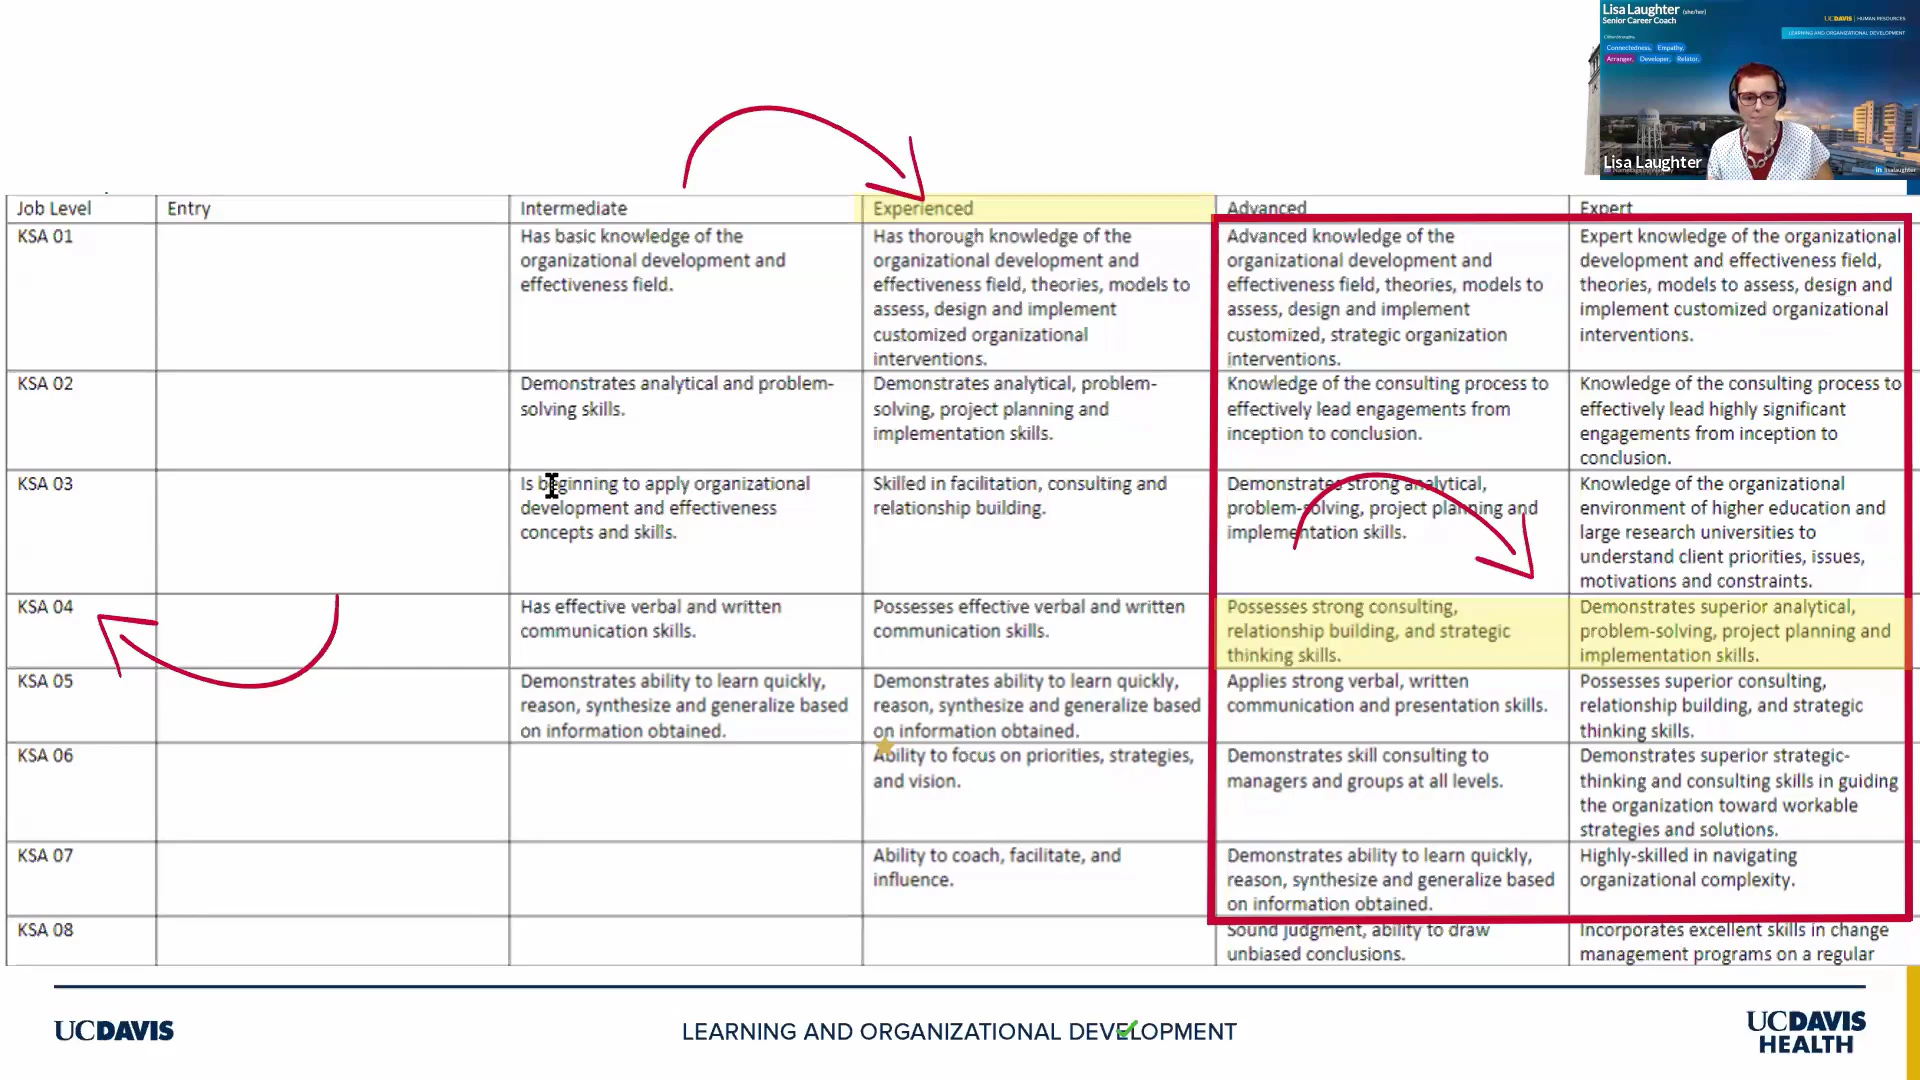 Lisa Laughter (she/her)
Senior Career Coach
UCDAVIS | HUMAN RESOURCES
LEARNING AND ORGANIZATIONAL DEVELOPMENT
Connectedness, Empathy,
Arranger, Developer, Relator,
Lisa Laughter
lisalaughter
Job Level Entry Intermediate Experienced Advanced Expert
KSA 01
Has basic knowledge of the
organizational development and
effectiveness field.
Has thorough knowledge of the
organizational development and
effectiveness field, theories, models to
assess, design and implement
customized organizational
interventions.
Advanced knowledge of the
organizational development and
effectiveness field, theories, models to
assess, design and implement
customized, strategic organization
interventions.
Expert knowledge of the organizational
development and effectiveness field,
theories, models to assess, design and
implement customized organizational
interventions.
KSA 02
Demonstrates analytical and problem-
solving skills.
Demonstrates analytical, problem-
solving, project planning and
implementation skills.
Knowledge of the consulting process to
effectively lead engagements from
inception to conclusion.
Knowledge of the consulting process to
effectively lead highly significant
engagements from inception to
conclusion.
KSA 03
Is beginning to apply organizational
development and effectiveness
concepts and skills.
Skilled in facilitation, consulting and
relationship building.
Demonstrates strong analytical,
problem-solving, project planning and
implementation skills.
Knowledge of the organizational
environment of higher education and
large research universities to
understand client priorities, issues,
motivations and constraints.
KSA 04
Has effective verbal and written
communication skills.
Possesses effective verbal and written
communication skills.
Possesses strong consulting,
relationship building, and strategic
thinking skills.
Demonstrates superior analytical,
problem-solving, project planning and
implementation skills.
KSA 05
Demonstrates ability to learn quickly,
reason, synthesize and generalize based
on information obtained.
Demonstrates ability to learn quickly,
reason, synthesize and generalize based
on information obtained.
Applies strong verbal, written
communication and presentation skills.
Possesses superior consulting,
relationship building, and strategic
thinking skills.
KSA 06
Ability to focus on priorities, strategies,
and vision.
Demonstrates skill consulting to
managers and groups at all levels.
Demonstrates superior strategic-
thinking and consulting skills in guiding
the organization toward workable
strategies and solutions.
KSA 07
Ability to coach, facilitate, and
influence.
Demonstrates ability to learn quickly,
reason, synthesize and generalize based
on information obtained.
Highly-skilled in navigating
organizational complexity.
KSA 08
Sound judgment, ability to draw
unbiased conclusions.
Incorporates excellent skills in change
management programs on a regular
UCDAVIS
LEARNING AND ORGANIZATIONAL DEVELOPMENT
UCDAVIS
HEALTH